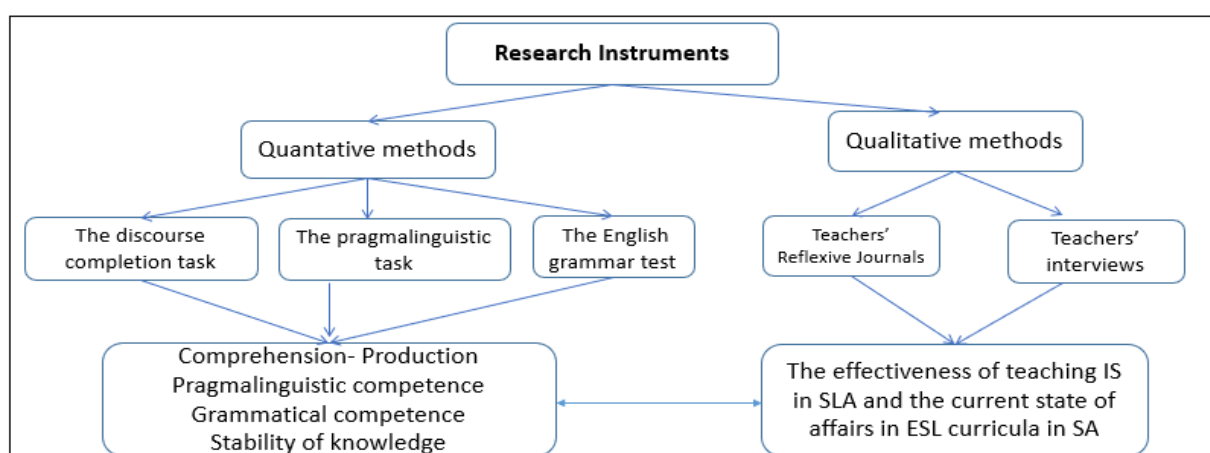 Research Instruments
Quantative methods
Qualitative methods
The discourse
completion task
The pragmalinguistic
task
The English
grammar test
Teachers’
Reflexive Journals
Teachers’
interviews
Comprehension- Production
Pragmalinguistic competence
Grammatical competence
Stability of knowledge
The effectiveness of teaching IS
in SLA and the current state of
affairs in ESL curricula in SA